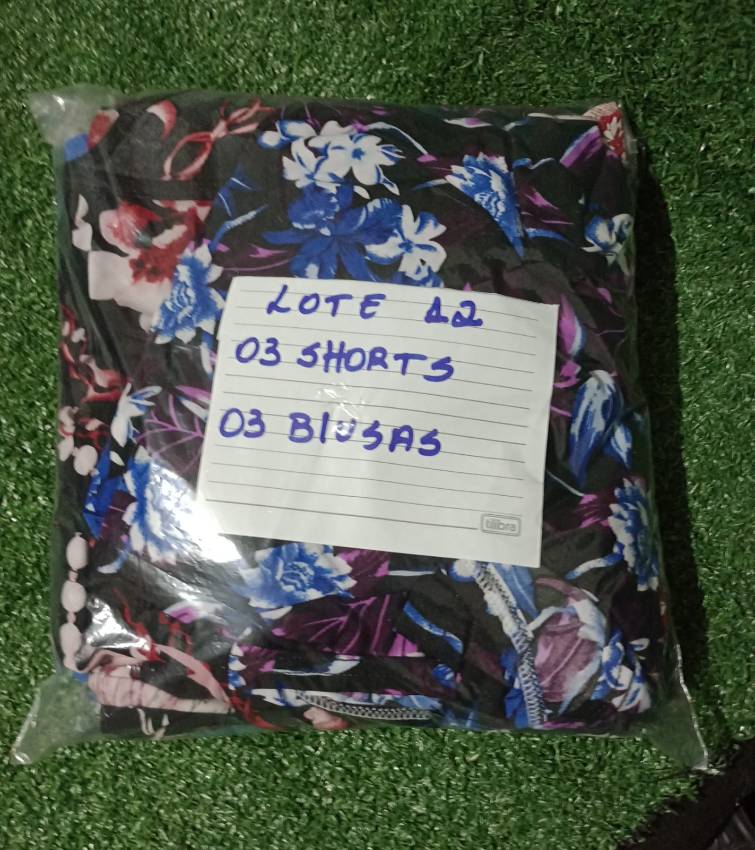 LOTE 12
03 SHORTS
03 BlUSAS
tilibra